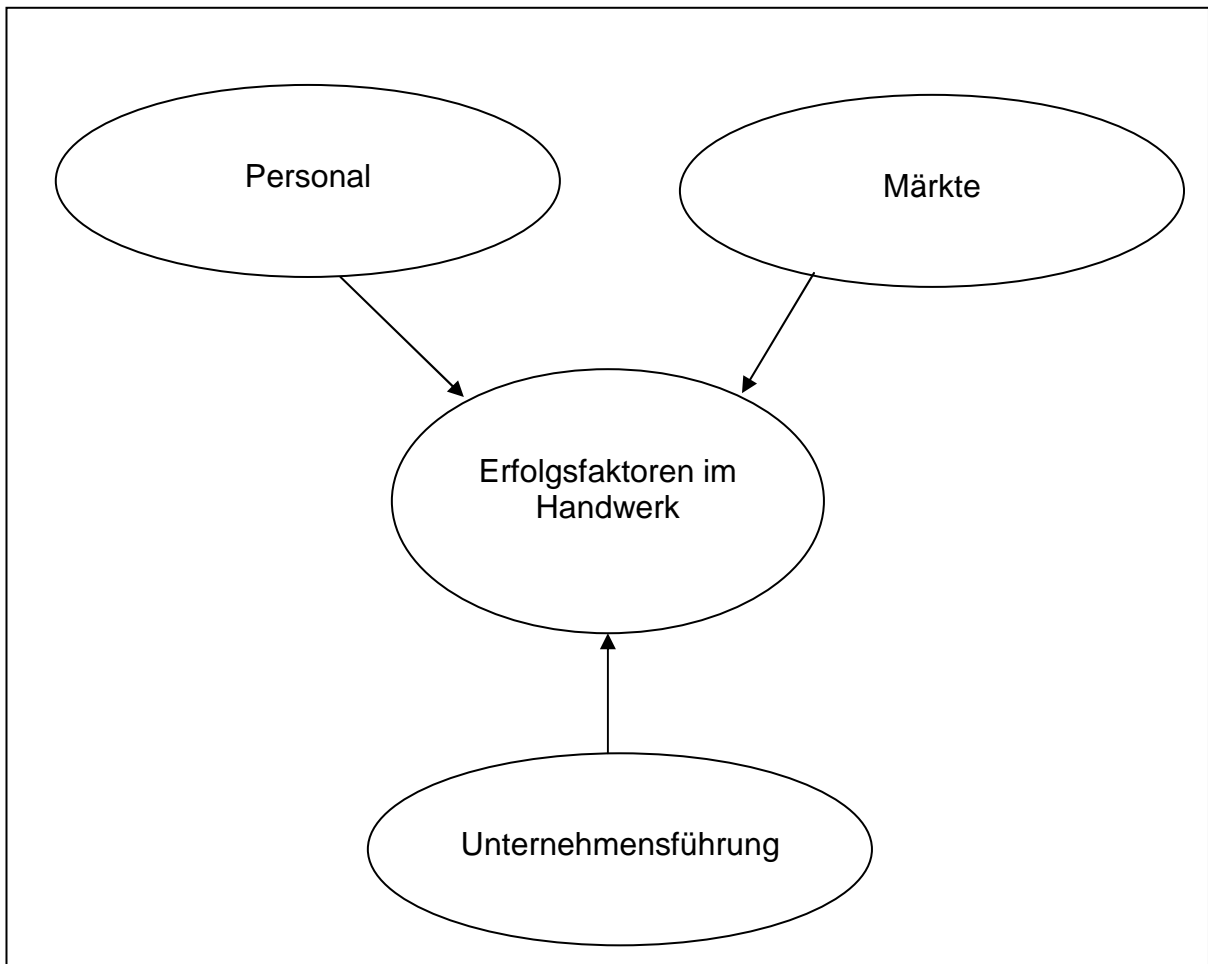 Personal
Märkte
Erfolgsfaktoren im
Handwerk
Unternehmensführung